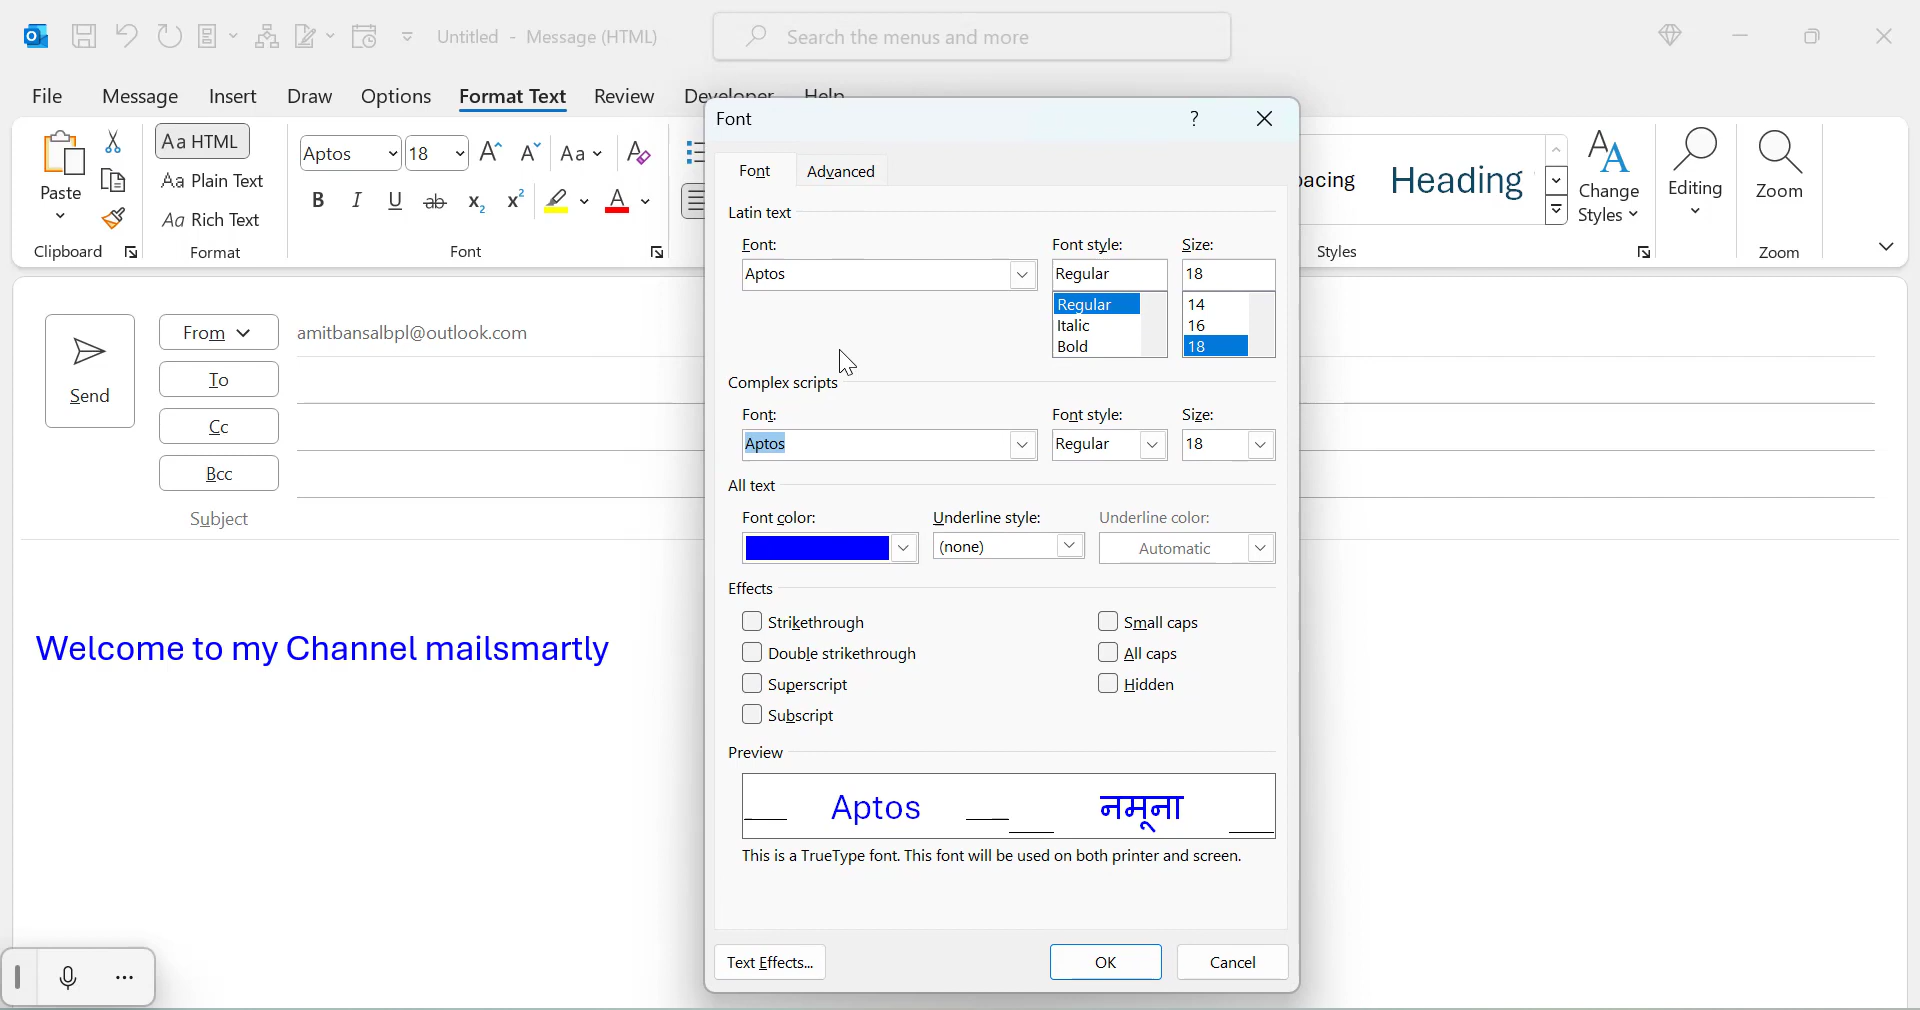 Untitled - Message (HTML)
Search the menus and more
File Message Insert Draw Options Format Text Review Developer Help
Paste
Clipboard
Aa HTML
Aa Plain Text
Aa Rich Text
Format
Aptos 18 Aa
B I U ab x₂ x² A
Font
pacing Heading
Styles
Change Styles
Editing
Zoom
Zoom
Send
From amitbansalbpl@outlook.com
To
Cc
Bcc
Subject
Welcome to my Channel mailsmartly
Font ?
Font Advanced
Latin text
Font: Font style: Size:
Aptos Regular 18
Regular 14
Italic 16
Bold 18
Complex scripts
Font: Font style: Size:
Aptos Regular 18
All text
Font color: Underline style: Underline color:
(none) Automatic
Effects
Strikethrough Small caps
Double strikethrough All caps
Superscript Hidden
Subscript
Preview
Aptos नमूना
This is a TrueType font. This font will be used on both printer and screen.
Text Effects... OK Cancel